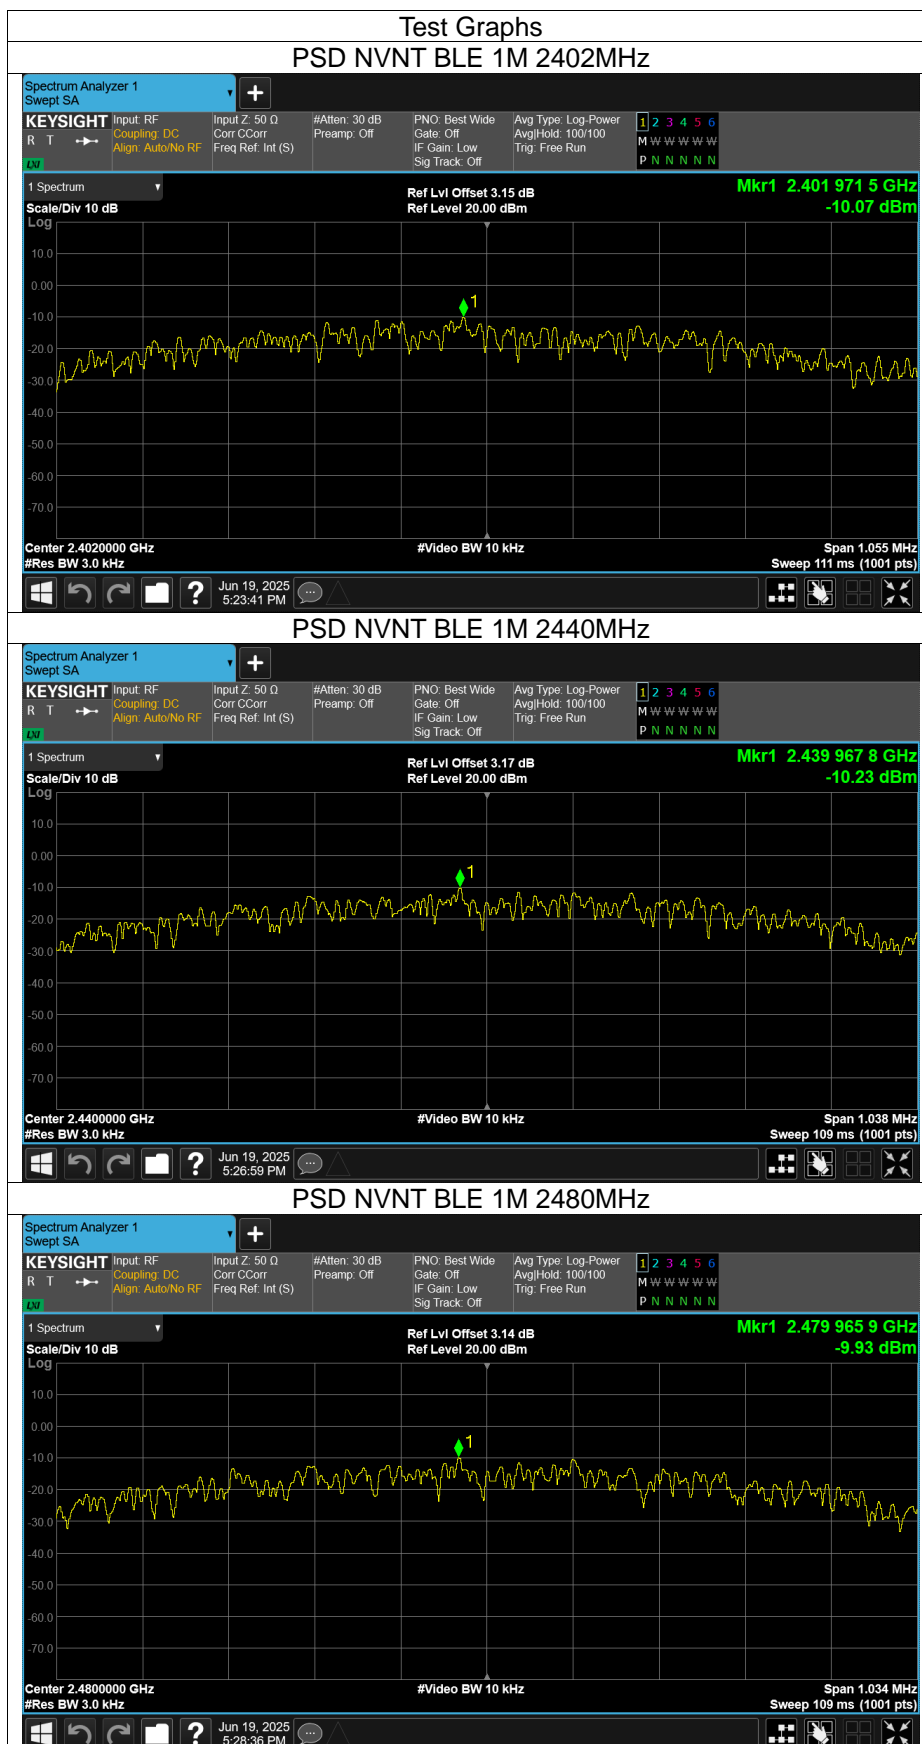 Test Graphs
PSD NVNT BLE 1M 2402MHz
Spectrum Analyzer 1
Swept SA
+
KEYSIGHT Input: RF Input Z: 50 Ω #Atten: 30 dB PNO: Best Wide Avg Type: Log-Power 1 2 3 4 5 6
R T Coupling: DC Corr CCorr Preamp: Off Gate: Off Avg|Hold: 100/100 M W W W W W
Align: Auto/No RF Freq Ref: Int (S) IF Gain: Low Trig: Free Run
LXI Sig Track: Off P N N N N N
1 Spectrum Ref Lvl Offset 3.15 dB Mkr1 2.401 971 5 GHz
Scale/Div 10 dB Ref Level 20.00 dBm -10.07 dBm
Log
10.0
0.00
1
-10.0
-20.0
-30.0
-40.0
-50.0
-60.0
-70.0
Center 2.4020000 GHz #Video BW 10 kHz Span 1.055 MHz
#Res BW 3.0 kHz Sweep 111 ms (1001 pts)
? Jun 19, 2025
5:23:41 PM
PSD NVNT BLE 1M 2440MHz
Spectrum Analyzer 1
Swept SA
+
KEYSIGHT Input: RF Input Z: 50 Ω #Atten: 30 dB PNO: Best Wide Avg Type: Log-Power 1 2 3 4 5 6
R T Coupling: DC Corr CCorr Preamp: Off Gate: Off Avg|Hold: 100/100 M W W W W W
Align: Auto/No RF Freq Ref: Int (S) IF Gain: Low Trig: Free Run
LXI Sig Track: Off P N N N N N
1 Spectrum Ref Lvl Offset 3.17 dB Mkr1 2.439 967 8 GHz
Scale/Div 10 dB Ref Level 20.00 dBm -10.23 dBm
Log
10.0
0.00
1
-10.0
-20.0
-30.0
-40.0
-50.0
-60.0
-70.0
Center 2.4400000 GHz #Video BW 10 kHz Span 1.038 MHz
#Res BW 3.0 kHz Sweep 109 ms (1001 pts)
? Jun 19, 2025
5:26:59 PM
PSD NVNT BLE 1M 2480MHz
Spectrum Analyzer 1
Swept SA
+
KEYSIGHT Input: RF Input Z: 50 Ω #Atten: 30 dB PNO: Best Wide Avg Type: Log-Power 1 2 3 4 5 6
R T Coupling: DC Corr CCorr Preamp: Off Gate: Off Avg|Hold: 100/100 M W W W W W
Align: Auto/No RF Freq Ref: Int (S) IF Gain: Low Trig: Free Run
LXI Sig Track: Off P N N N N N
1 Spectrum Ref Lvl Offset 3.14 dB Mkr1 2.479 965 9 GHz
Scale/Div 10 dB Ref Level 20.00 dBm -9.93 dBm
Log
10.0
0.00
1
-10.0
-20.0
-30.0
-40.0
-50.0
-60.0
-70.0
Center 2.4800000 GHz #Video BW 10 kHz Span 1.034 MHz
#Res BW 3.0 kHz Sweep 109 ms (1001 pts)
? Jun 19, 2025
5:28:36 PM